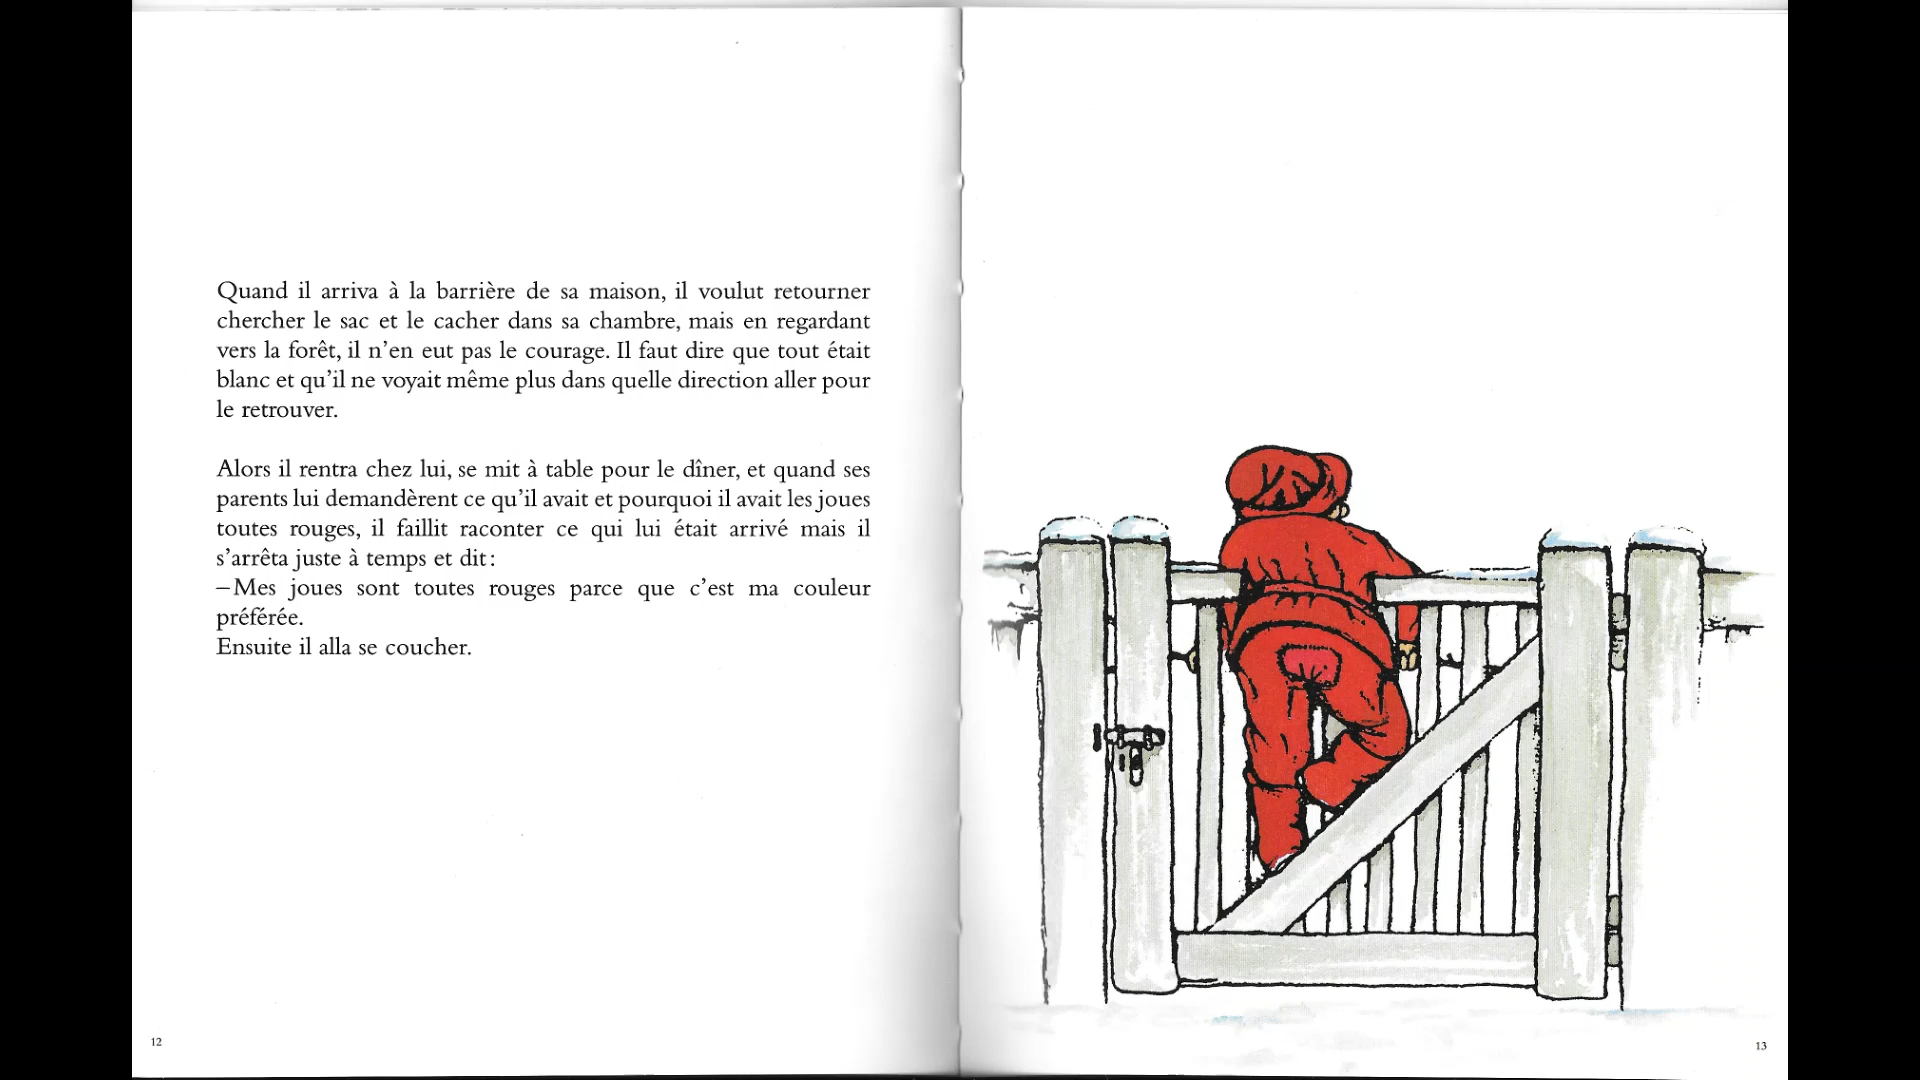 Quand il arriva à la barrière de sa maison, il voulut retourner
chercher le sac et le cacher dans sa chambre, mais en regardant
vers la forêt, il n'en eut pas le courage. Il faut dire que tout était
blanc et qu'il ne voyait même plus dans quelle direction aller pour
le retrouver.
Alors il rentra chez lui, se mit à table pour le dîner, et quand ses
parents lui demandèrent ce qu'il avait et pourquoi il avait les joues
toutes rouges, il faillit raconter ce qui lui était arrivé mais il
s'arrêta juste à temps et dit :
– Mes joues sont toutes rouges parce que c'est ma couleur
préférée.
Ensuite il alla se coucher.
12
13